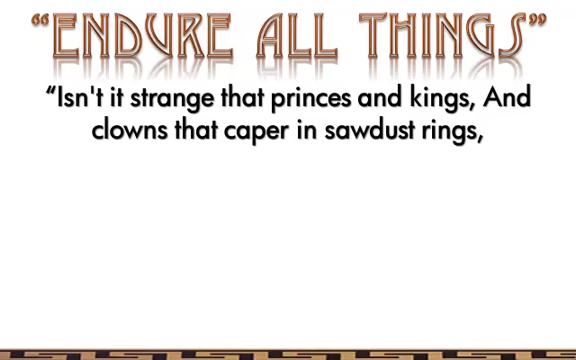 “ENDURE ALL THINGS”
“Isn't it strange that princes and kings, And
clowns that caper in sawdust rings,